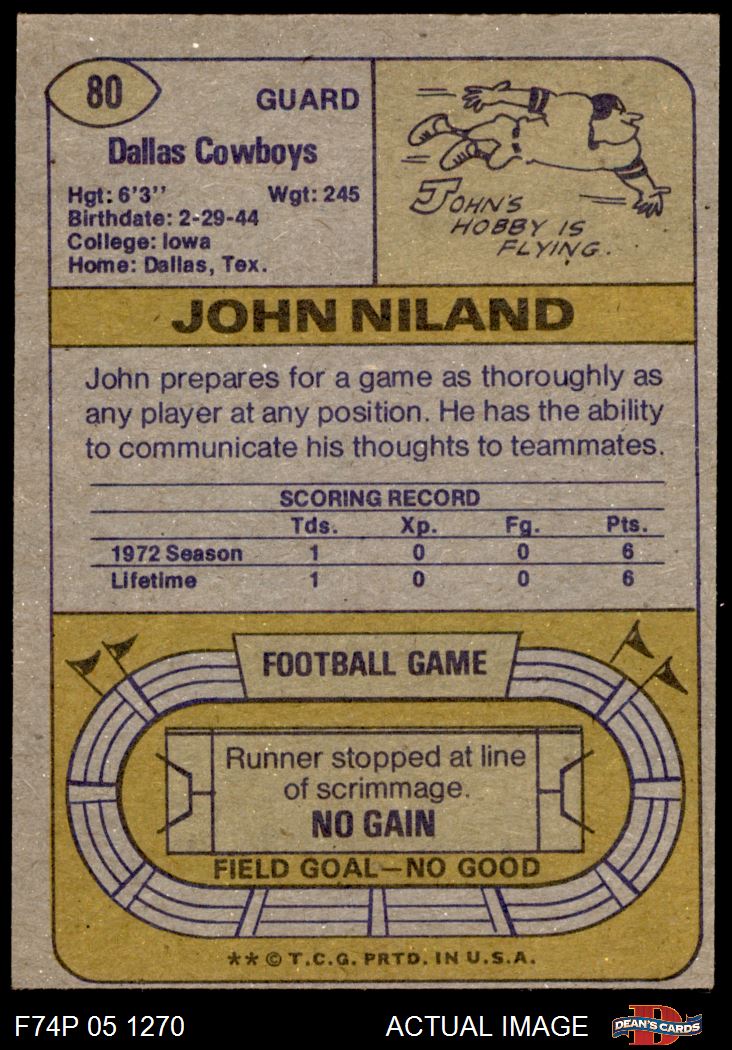 80
GUARD
Dallas Cowboys
Hgt: 6'3'' Wgt: 245
Birthdate: 2-29-44
College: Iowa
Home: Dallas, Tex.
JOHN'S
HOBBY IS
FLYING.
JOHN NILAND
John prepares for a game as thoroughly as
any player at any position. He has the ability
to communicate his thoughts to teammates.
SCORING RECORD
Tds. Xp. Fg. Pts.
1972 Season 1 0 0 6
Lifetime 1 0 0 6
FOOTBALL GAME
Runner stopped at line
of scrimmage.
NO GAIN
FIELD GOAL—NO GOOD
** © T.C.G. PRTD. IN U.S.A.
F74P 05 1270 ACTUAL IMAGE
D
DEAN'S CARDS